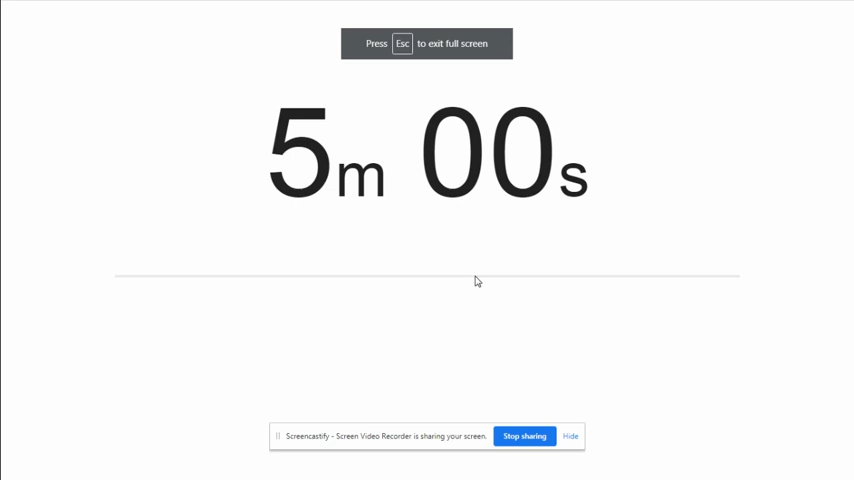 Press Esc to exit full screen
5m 00s
Screencastify - Screen Video Recorder is sharing your screen. Stop sharing Hide